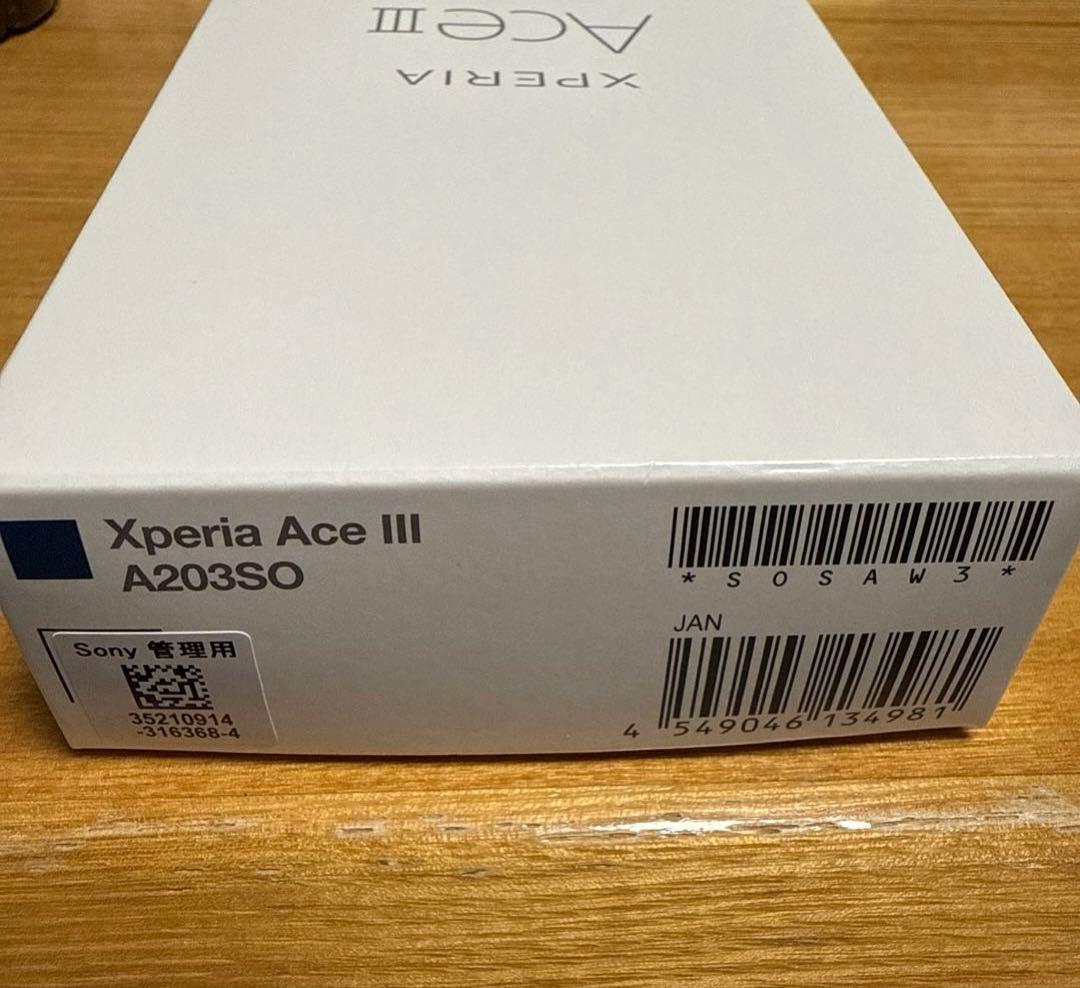 Ace III
XPERIA
Xperia Ace III
A203SO
Sony 管理用
35210914
-316368-4
*SOSAW3*
JAN
4 549046 134981